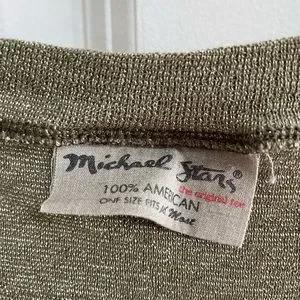 Michael Stars®
the original tee
100% AMERICAN
ONE SIZE FITS Most